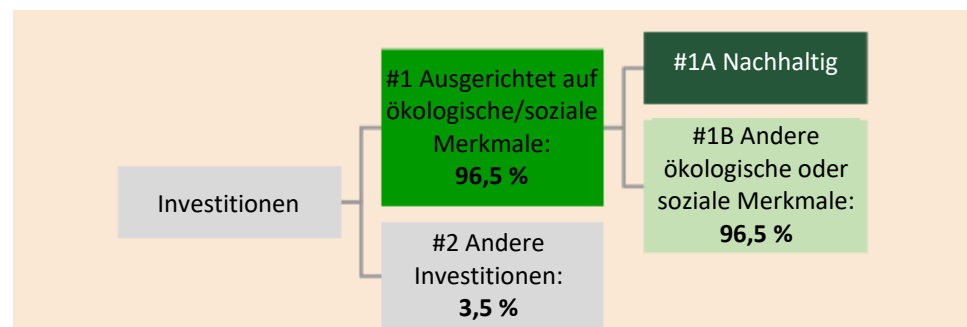 Investitionen
#1 Ausgerichtet auf
ökologische/soziale
Merkmale:
96,5 %
#2 Andere
Investitionen:
3,5 %
#1A Nachhaltig
#1B Andere
ökologische oder
soziale Merkmale:
96,5 %